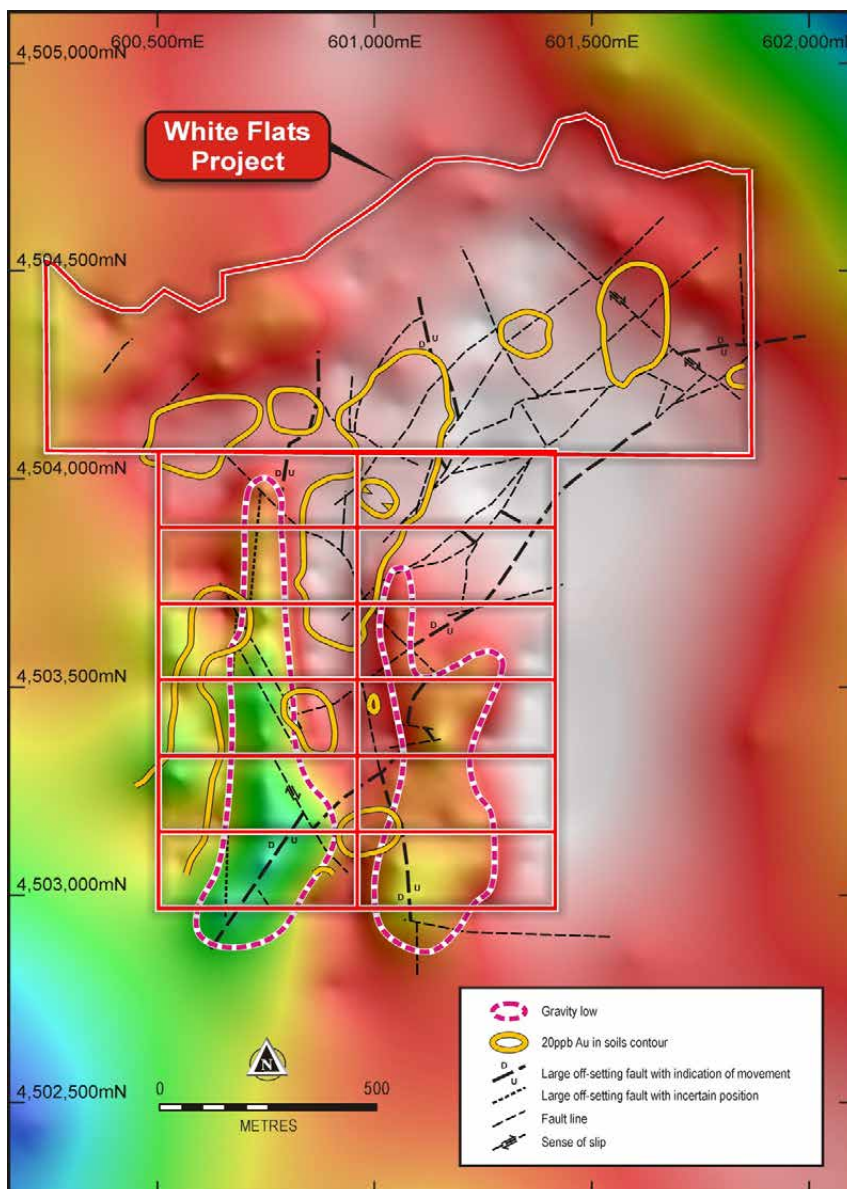 600,500mE 601,000mE 601,500mE 602,000mE
4,505,000mN
White Flats
Project
4,504,500mN
D U
D U
4,504,000mN
D U
D U
4,503,500mN
D U
4,503,000mN
D U
4,502,500mN
N
0 500
METRES
Gravity low
20ppb Au in soils contour
D
U
Large off-setting fault with indication of movement
Large off-setting fault with incertain position
Fault line
Sense of slip